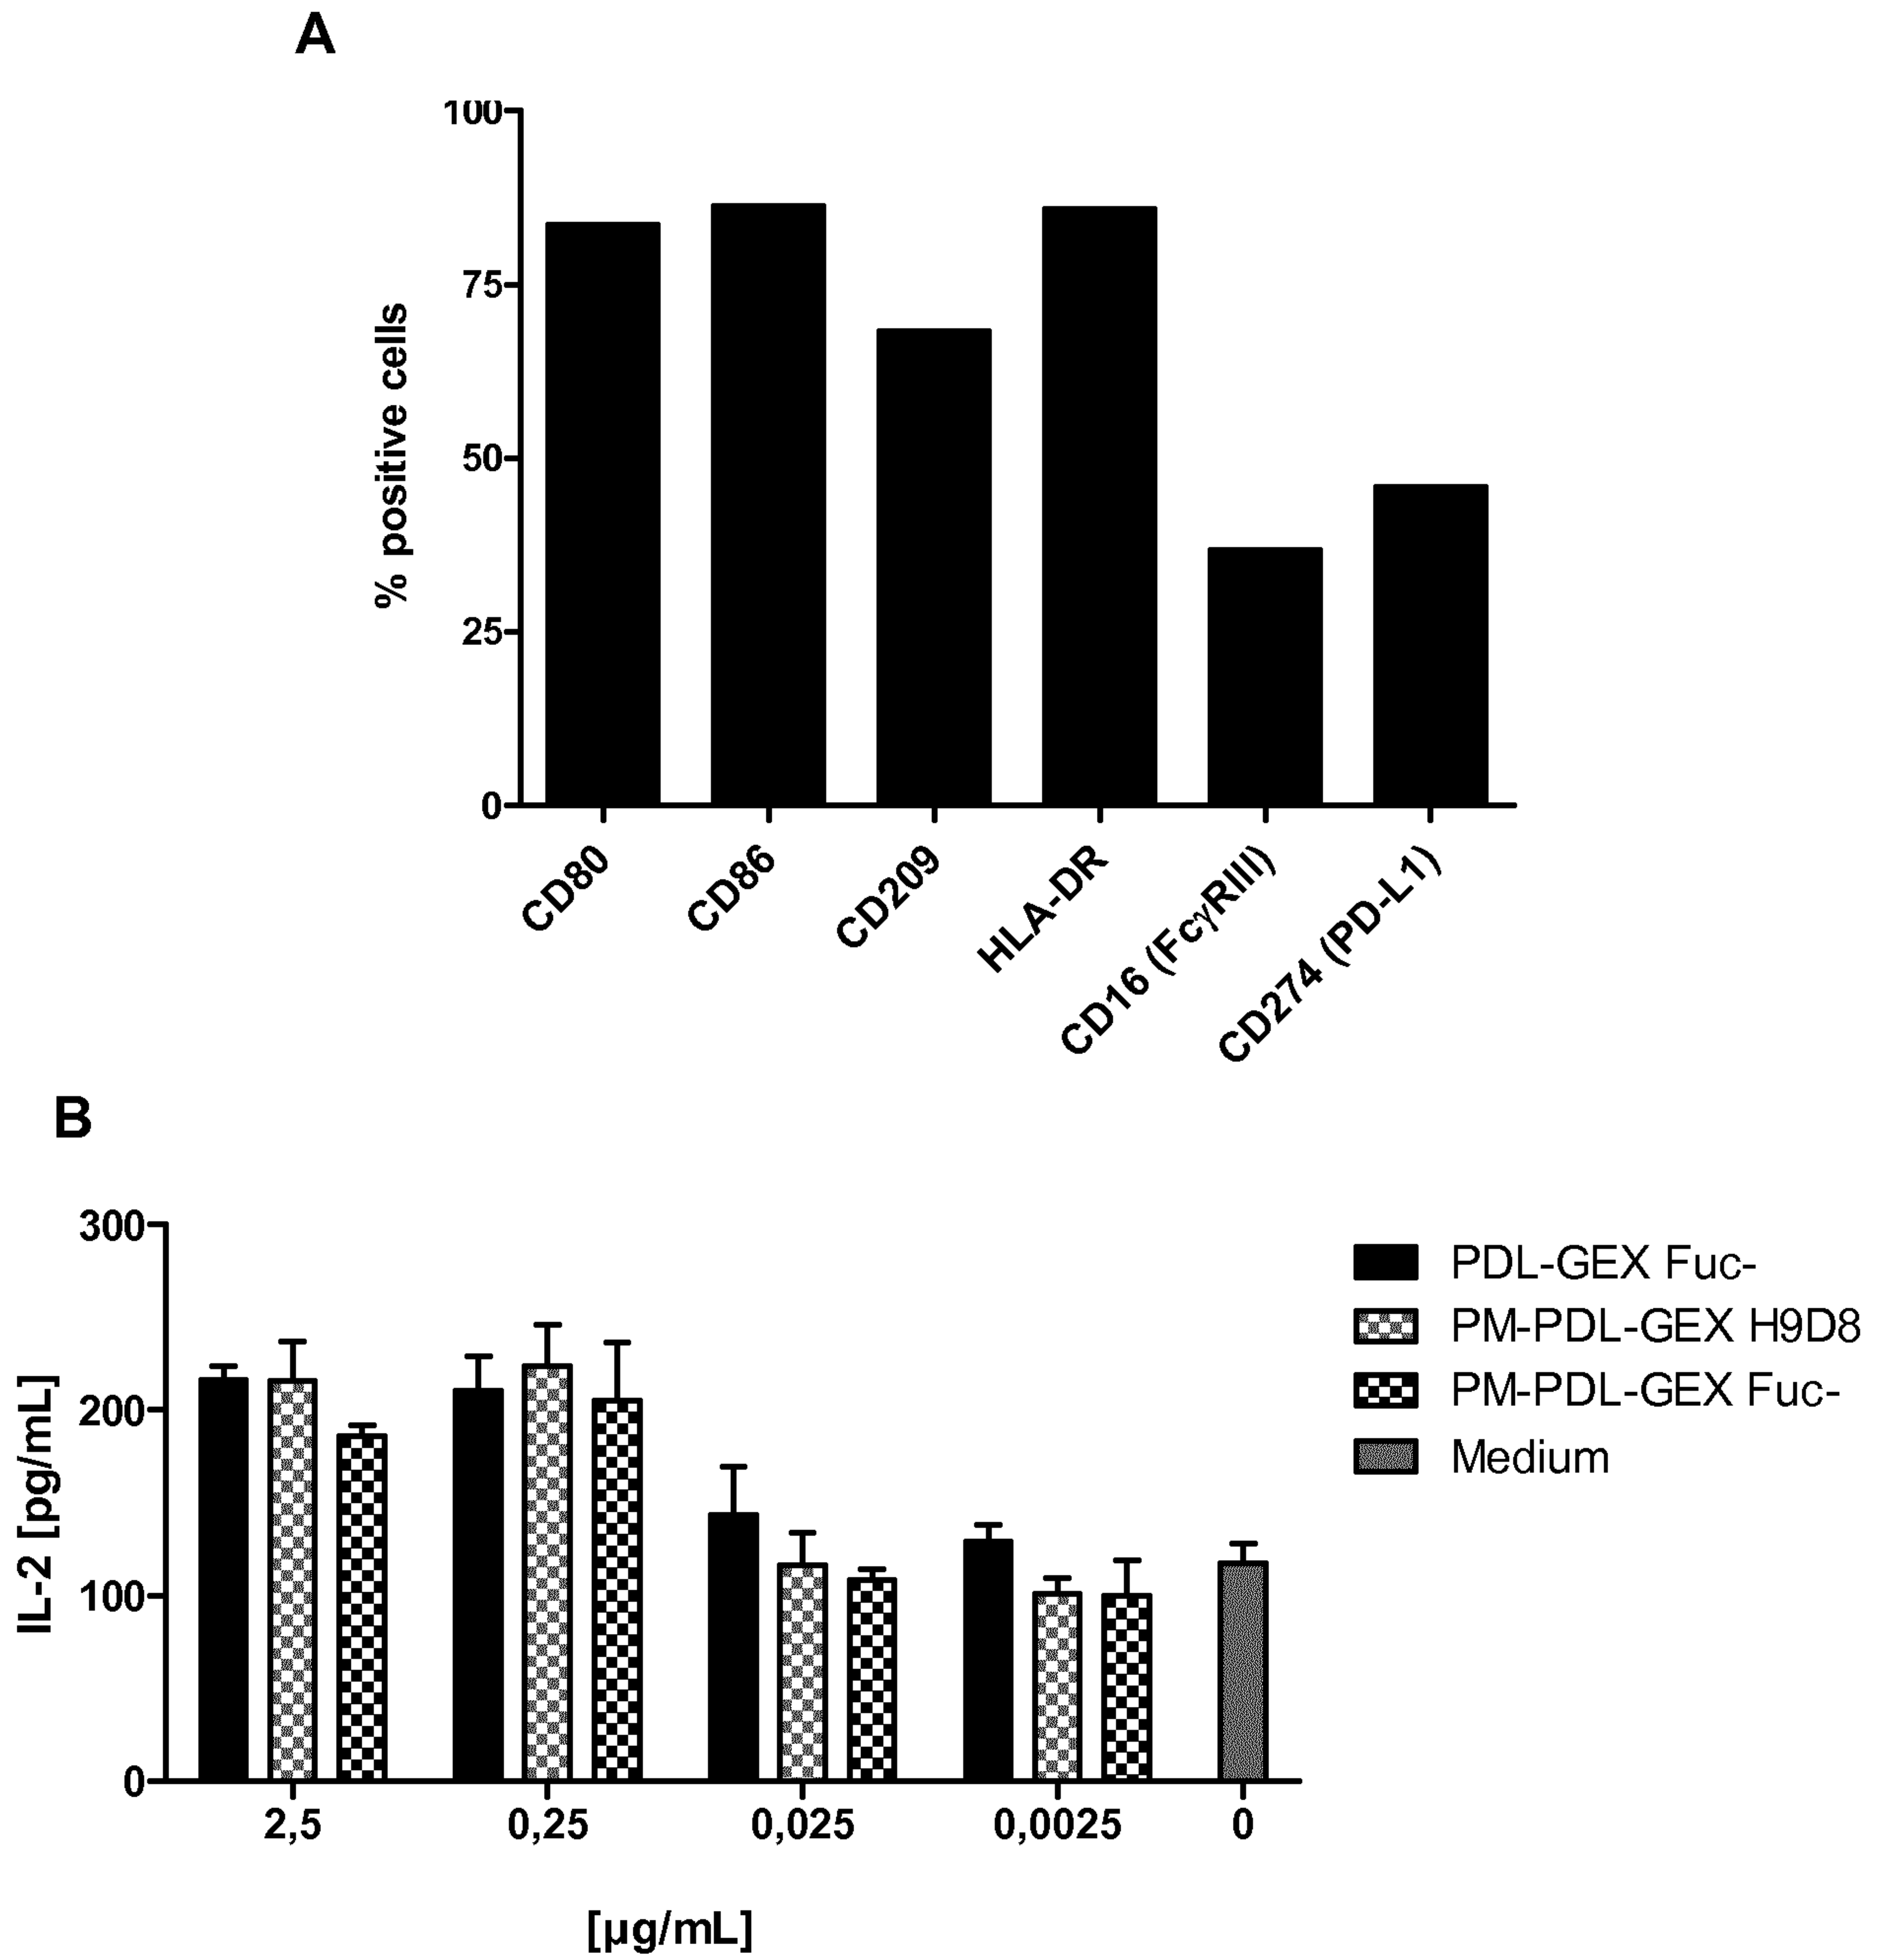 A
100
75
50
25
0
% positive cells
CD80
CD86
CD209
HLA-DR
CD16 (FcγRIII)
CD274 (PD-L1)
B
300
200
100
0
IL-2 [pg/mL]
2,5 0,25 0,025 0,0025 0
[µg/mL]
PDL-GEX Fuc-
PM-PDL-GEX H9D8
PM-PDL-GEX Fuc-
Medium